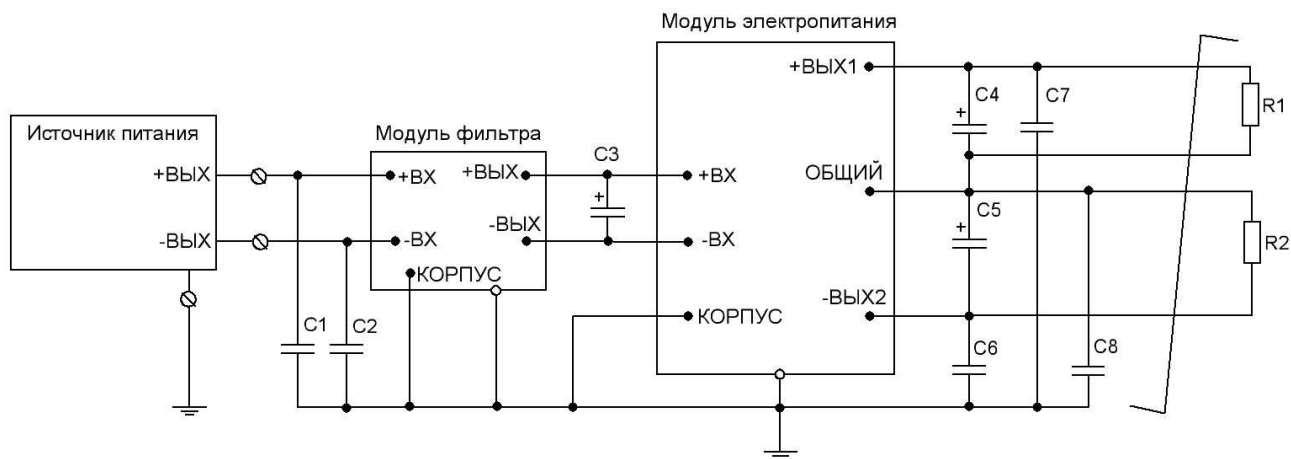 Модуль электропитания
+ВЫХ1
C4
C7
+
R1
Источник питания
Модуль фильтра
+ВЫХ
+ВХ
+ВЫХ
C3
+
+ВХ
ОБЩИЙ
C5
+
R2
-ВЫХ
-ВХ
-ВЫХ
-ВХ
КОРПУС
-ВЫХ2
КОРПУС
C1
C2
C6
C8